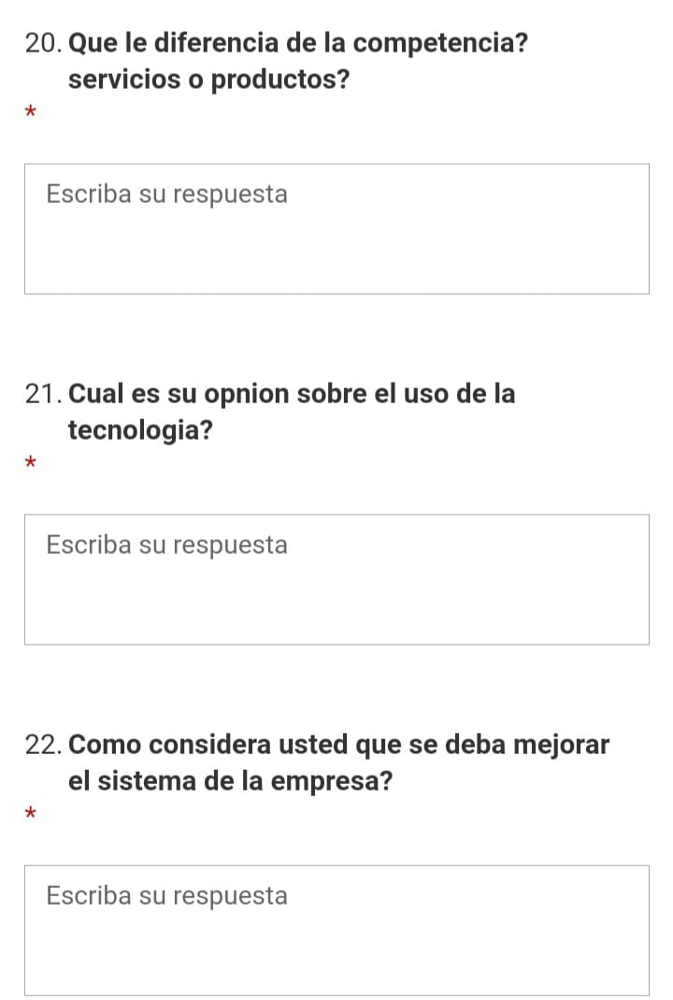 20. Que le diferencia de la competencia?
servicios o productos?
*
Escriba su respuesta
21. Cual es su opnion sobre el uso de la
tecnologia?
*
Escriba su respuesta
22. Como considera usted que se deba mejorar
el sistema de la empresa?
*
Escriba su respuesta